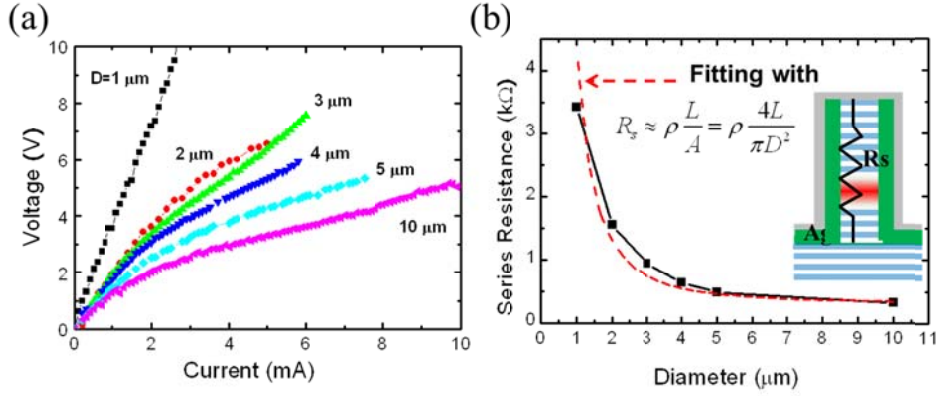 (a)
10
8
6
4
2
0
Voltage (V)
D=1 μm
2 μm
3 μm
4 μm
5 μm
10 μm
0 2 4 6 8 10
Current (mA)
(b)
4
3
2
1
0
Series Resistance (kΩ)
Fitting with
R_s ≈ ρ L/A = ρ 4L/πD²
Rs
Ag
0 1 2 3 4 5 6 7 8 9 10 11
Diameter (μm)